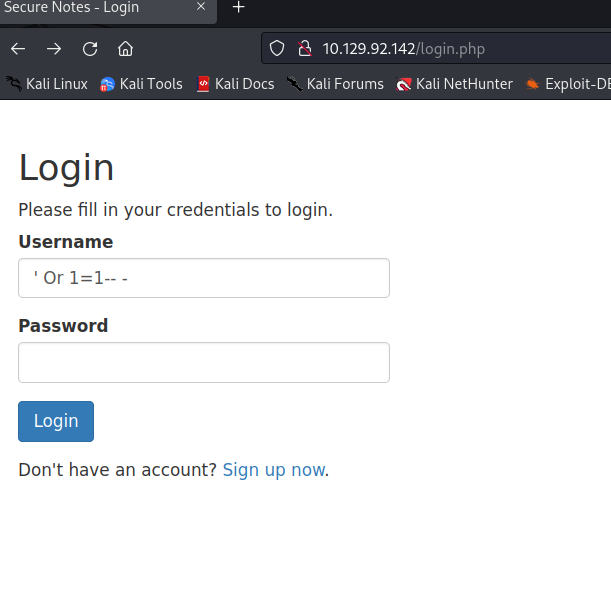 Secure Notes - Login
10.129.92.142/login.php
Kali Linux Kali Tools Kali Docs Kali Forums Kali NetHunter Exploit-DB
Login
Please fill in your credentials to login.
Username
' Or 1=1-- -
Password
Login
Don't have an account? Sign up now.